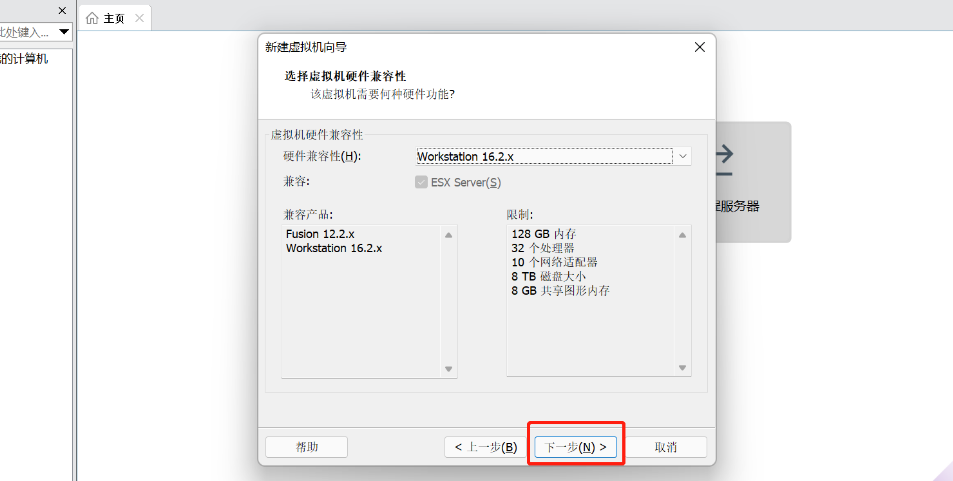 主页
此处键入...
的计算机
新建虚拟机向导
选择虚拟机硬件兼容性
该虚拟机需要何种硬件功能?
虚拟机硬件兼容性
硬件兼容性(H):
Workstation 16.2.x
兼容:
ESX Server(S)
兼容产品:
Fusion 12.2.x
Workstation 16.2.x
限制:
128 GB 内存
32 个处理器
10 个网络适配器
8 TB 磁盘大小
8 GB 共享图形内存
程服务器
帮助
< 上一步(B)
下一步(N) >
取消